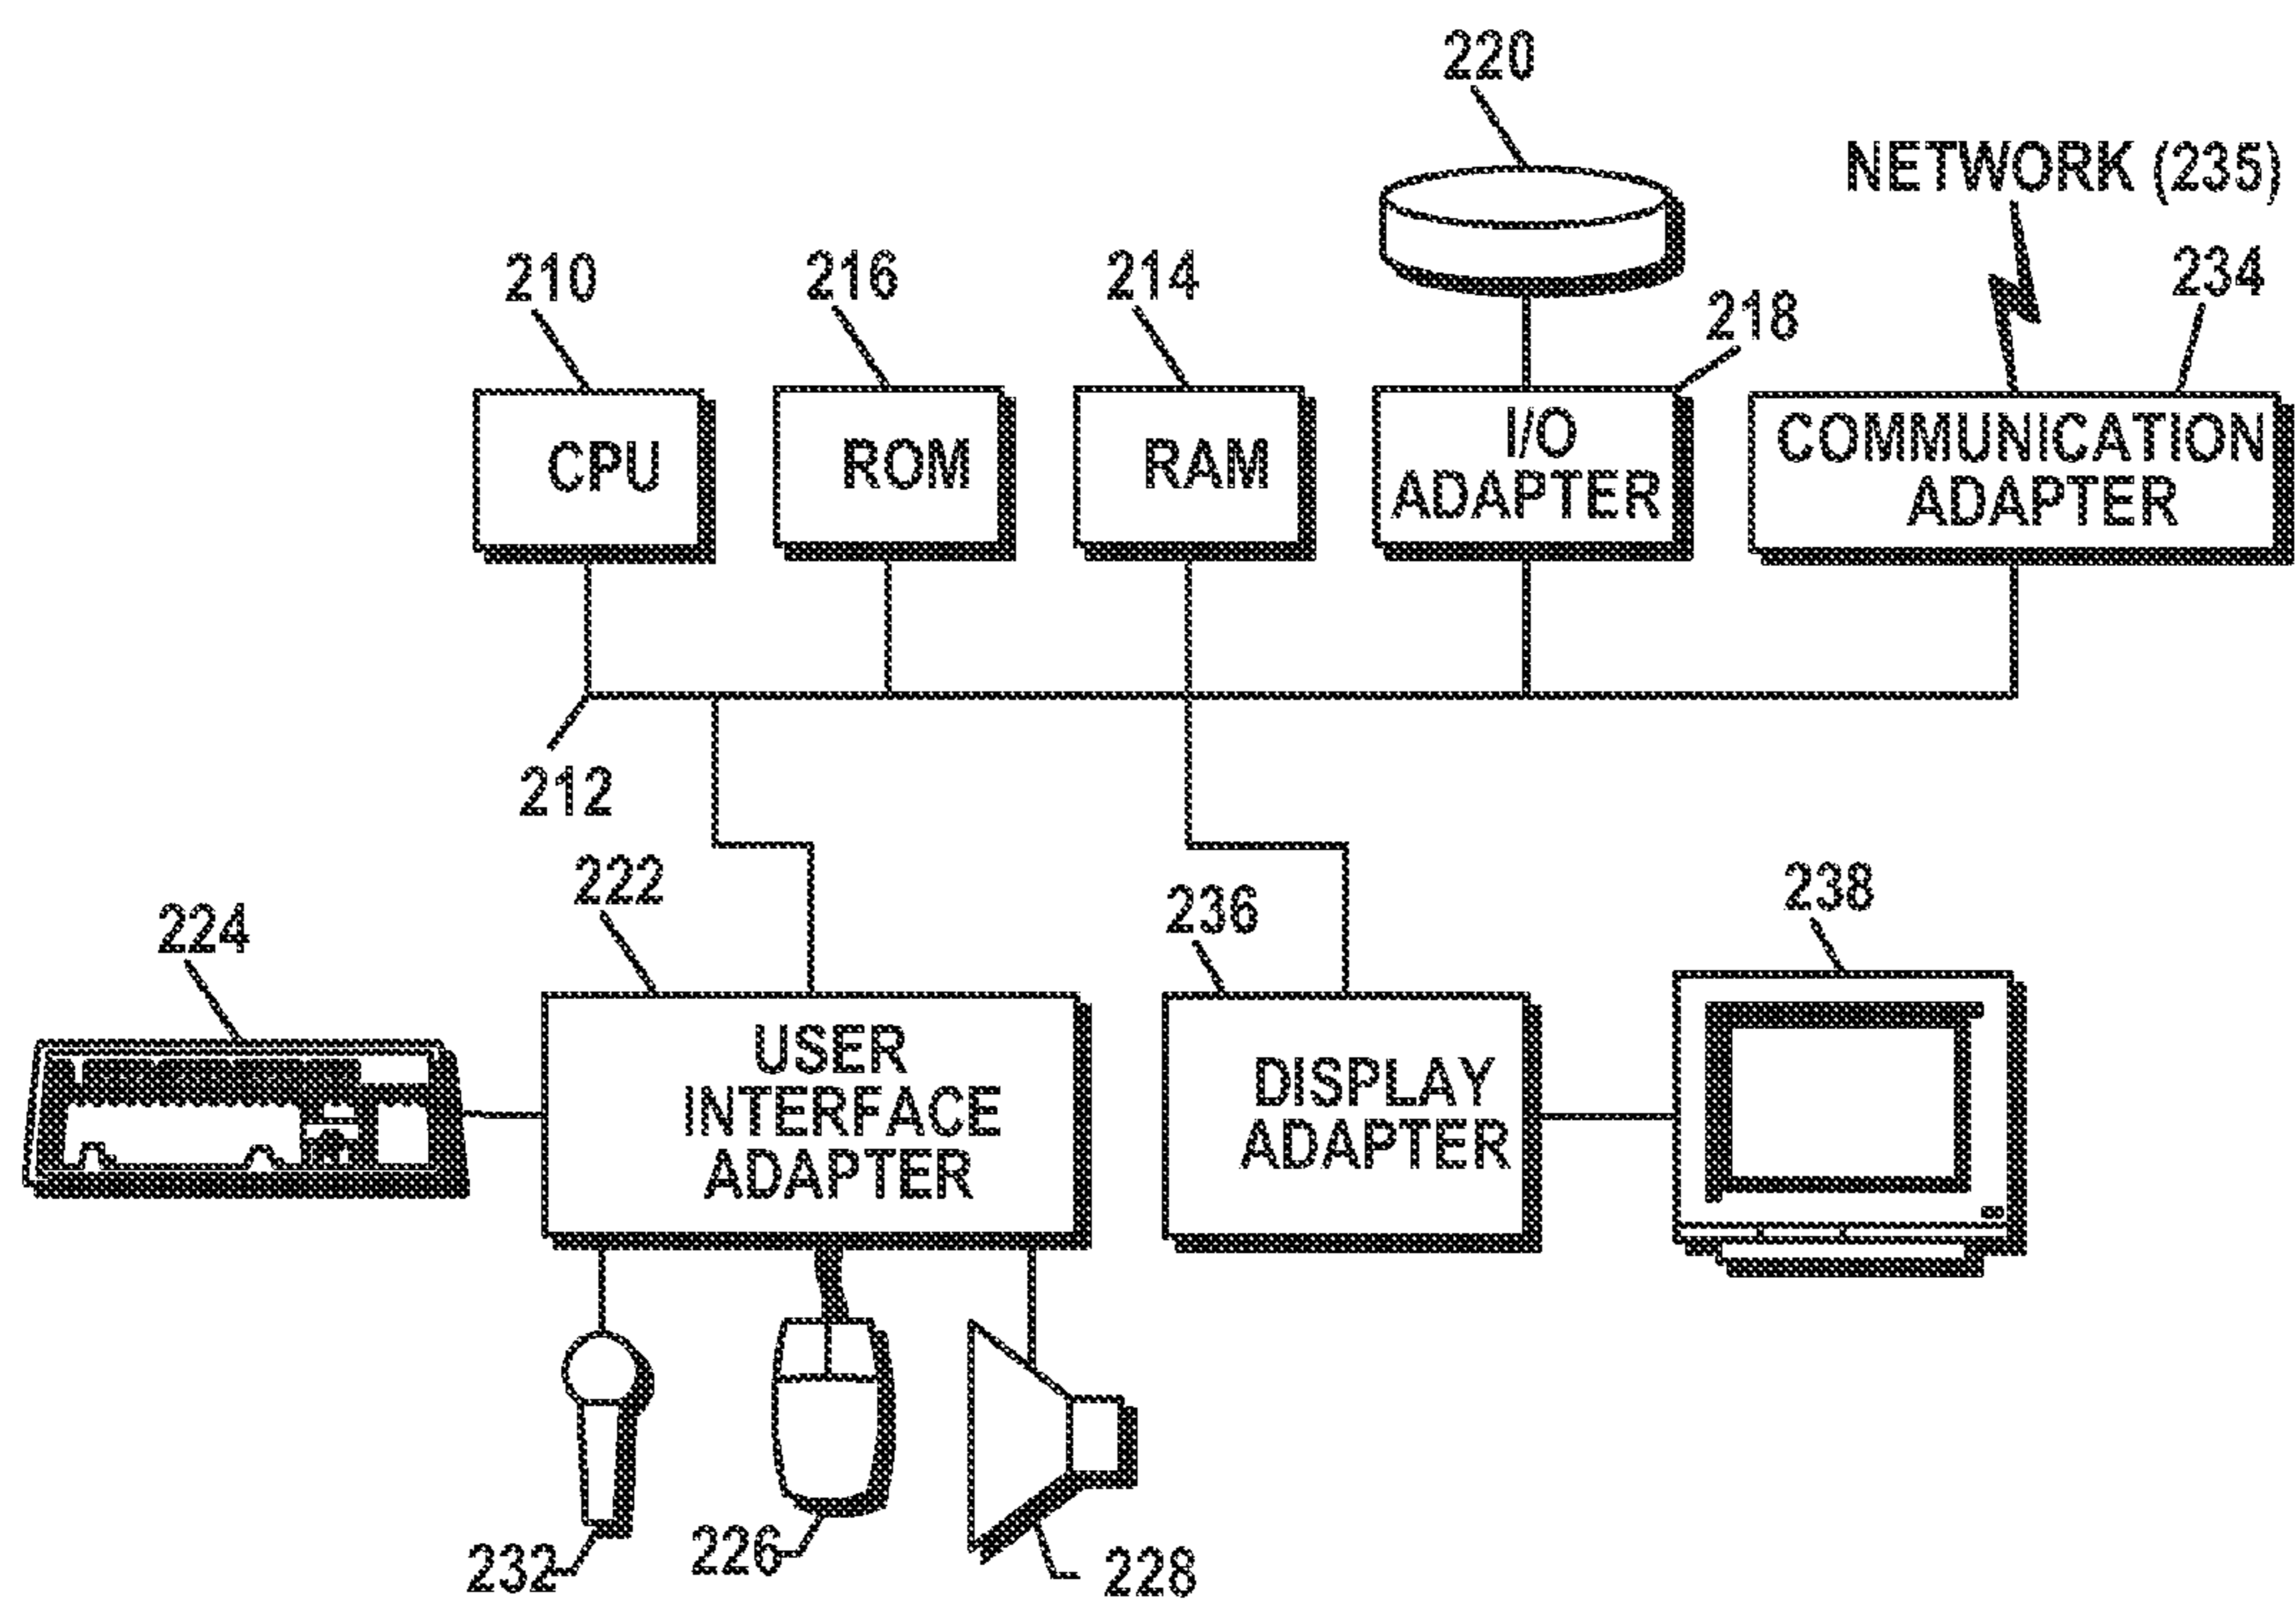 220
NETWORK (235)
210
216
214
218
234
CPU
ROM
RAM
I/O
ADAPTER
COMMUNICATION
ADAPTER
212
222
224
236
238
USER
INTERFACE
ADAPTER
DISPLAY
ADAPTER
232
226
228